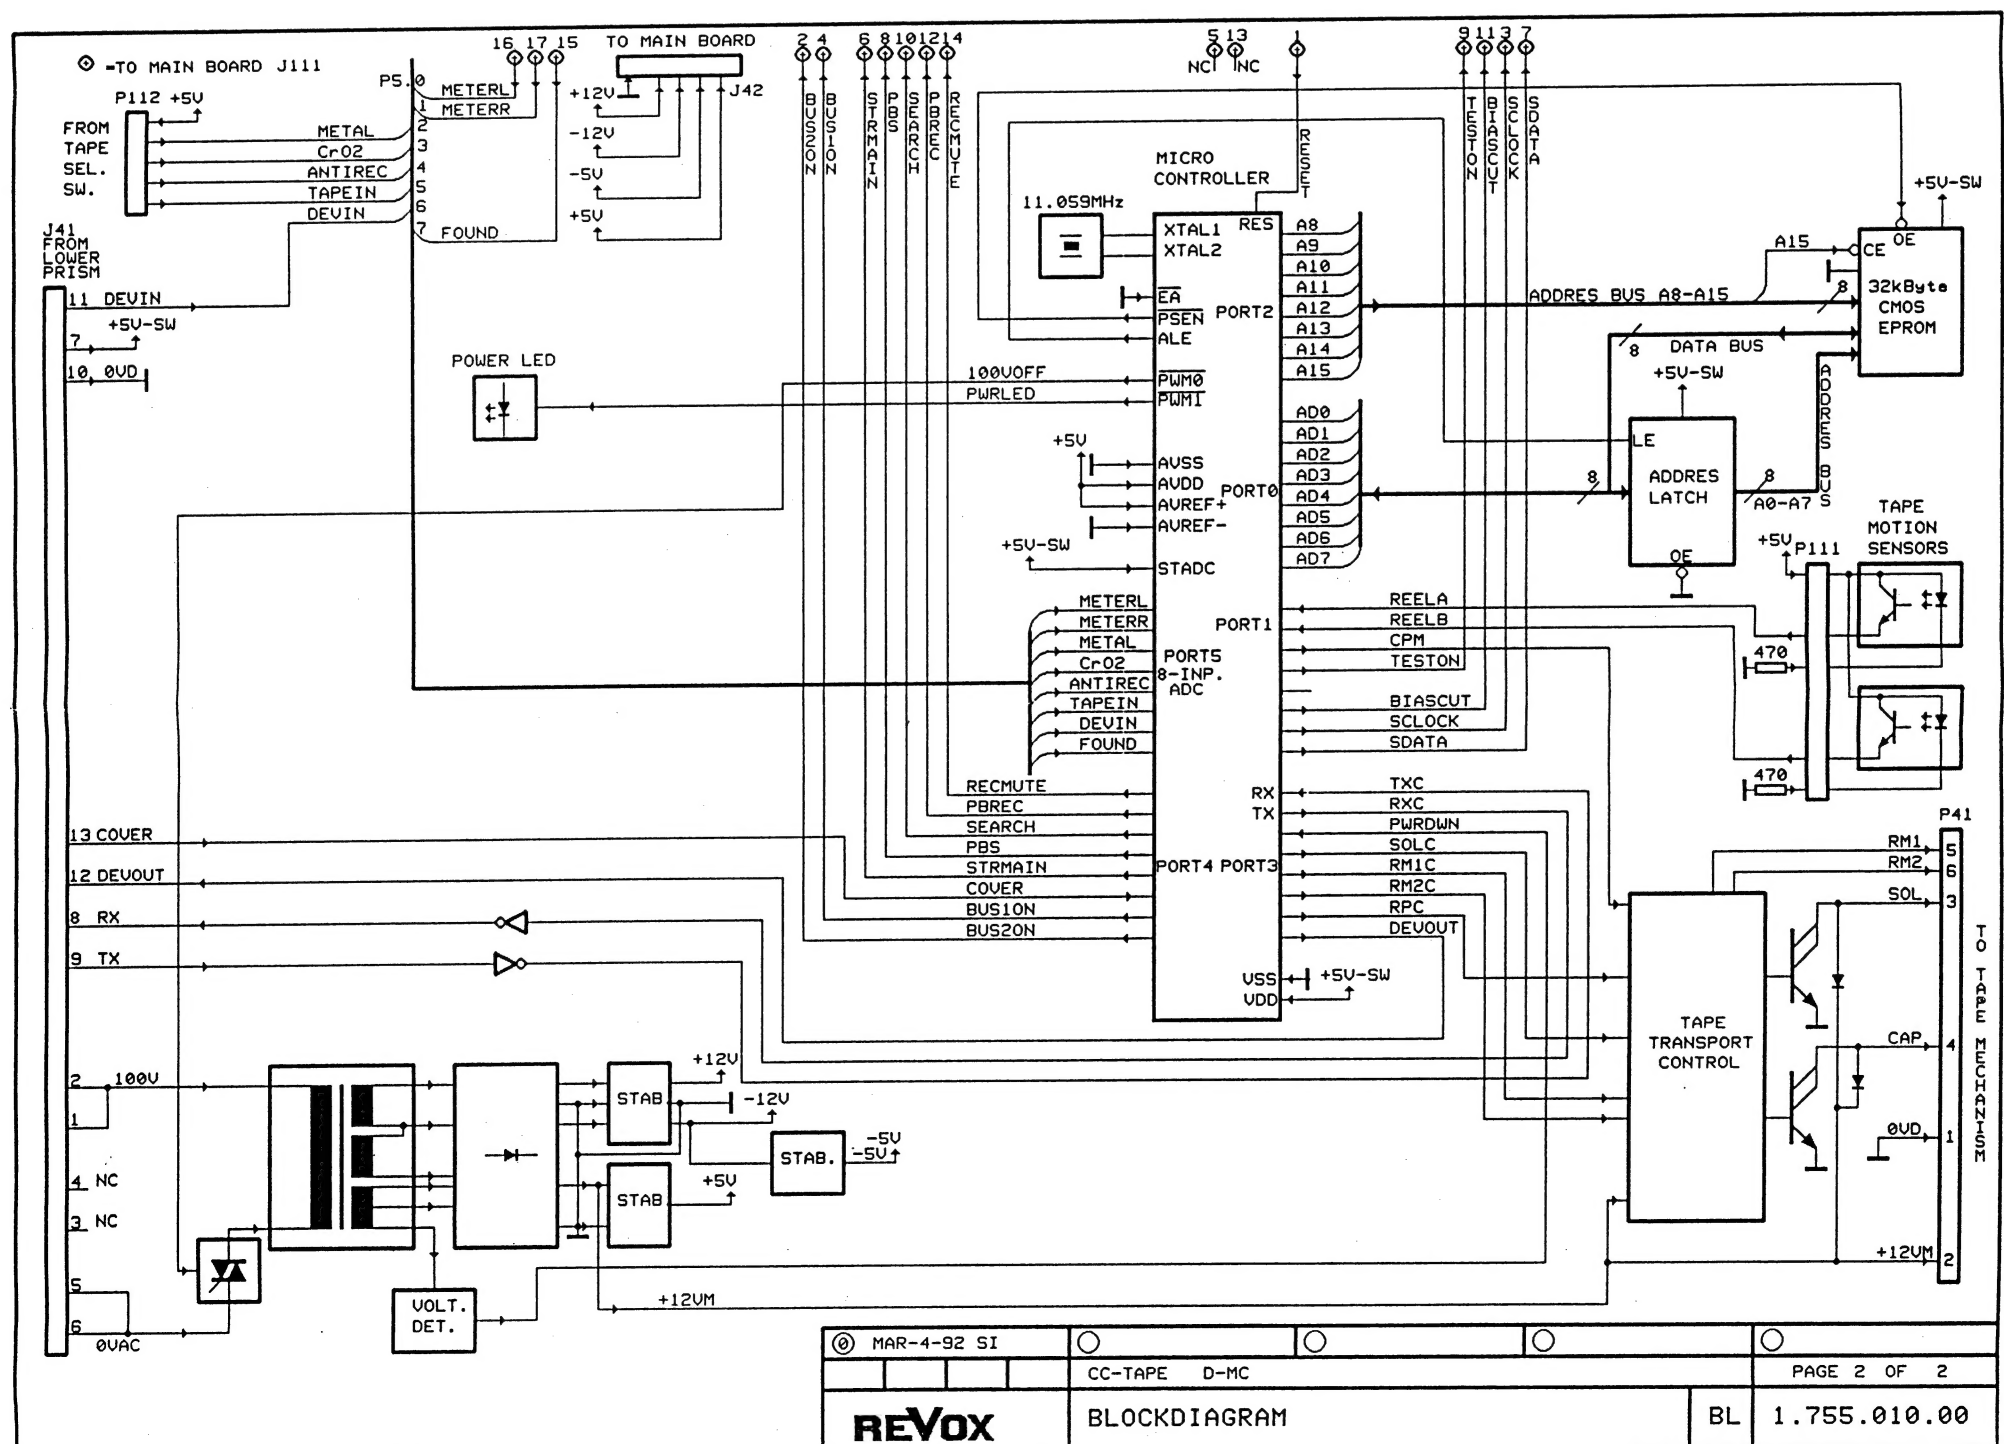 16 17 15
TO MAIN BOARD
2 4
6 8 10 12 14
5 13
1
9 11 3 7
=TO MAIN BOARD J111
NC NC
P5.0
METERL
1
METERR
2
3
4
5
6
7
FOUND
+12V
-12V
-5V
+5V
J42
P112 +5V
FROM
TAPE
SEL.
SW.
METAL
CrO2
ANTIREC
TAPEIN
DEVIN
BUS2ON
BUS1ON
STRMAIN
PBS
SEARCH
PBREC
RECMUTE
RESET
TESTON
BIASCUT
SCLOCK
SDATA
J41
FROM
LOWER
PRISM
11 DEVIN
+5V-SW
7
10 0VD
POWER LED
MICRO
CONTROLLER
11.059MHz
XTAL1
XTAL2
RES
EA
PSEN
ALE
PWM0
PWM1
100VOFF
PWRLED
+5V
AVSS
AVDD
AVREF+
AVREF-
+5V-SW
STADC
A8
A9
A10
A11
A12
A13
A14
A15
PORT2
AD0
AD1
AD2
AD3
AD4
AD5
AD6
AD7
PORT0
ADDRES BUS A8-A15
A15
8
+5V-SW
OE
CE
32kByte
CMOS
EPROM
8
DATA BUS
+5V-SW
LE
ADDRES
LATCH
OE
8
8
A0-A7
ADDRES BUS
TAPE
MOTION
SENSORS
+5V
P111
470
470
METERL
METERR
METAL
CrO2
ANTIREC
TAPEIN
DEVIN
FOUND
PORT5
8-INP.
ADC
PORT1
REELA
REELB
CPM
TESTON
BIASCUT
SCLOCK
SDATA
RECMUTE
PBREC
SEARCH
PBS
STRMAIN
COVER
BUS1ON
BUS2ON
PORT4 PORT3
RX
TX
TXC
RXC
PWRDWN
SOLC
RM1C
RM2C
RPC
DEVOUT
VSS
VDD
+5V-SW
13 COVER
12 DEVOUT
8 RX
9 TX
2 100V
1
4 NC
3 NC
5
6
0VAC
STAB
+12V
-12V
STAB.
-5V
-5V
STAB
+5V
VOLT.
DET.
+12VM
TAPE
TRANSPORT
CONTROL
P41
RM1 5
RM2 6
SOL 3
CAP 4
0VD 1
+12VM 2
TO TAPE MECHANISM
0 MAR-4-92 SI
CC-TAPE D-MC
PAGE 2 OF 2
REVOX
BLOCKDIAGRAM
BL 1.755.010.00